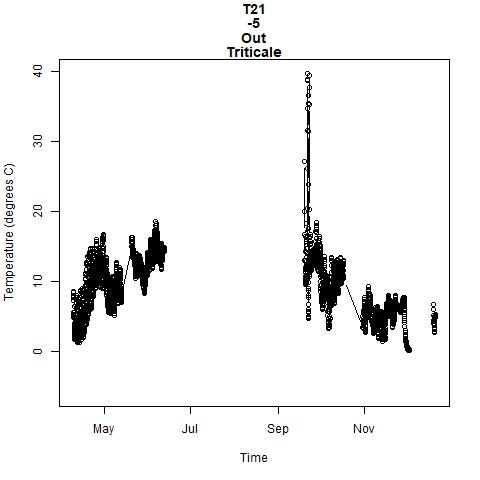 T21
-5
Out
Triticale
Temperature (degrees C)
40
30
20
10
0
May
Jul
Sep
Nov
Time